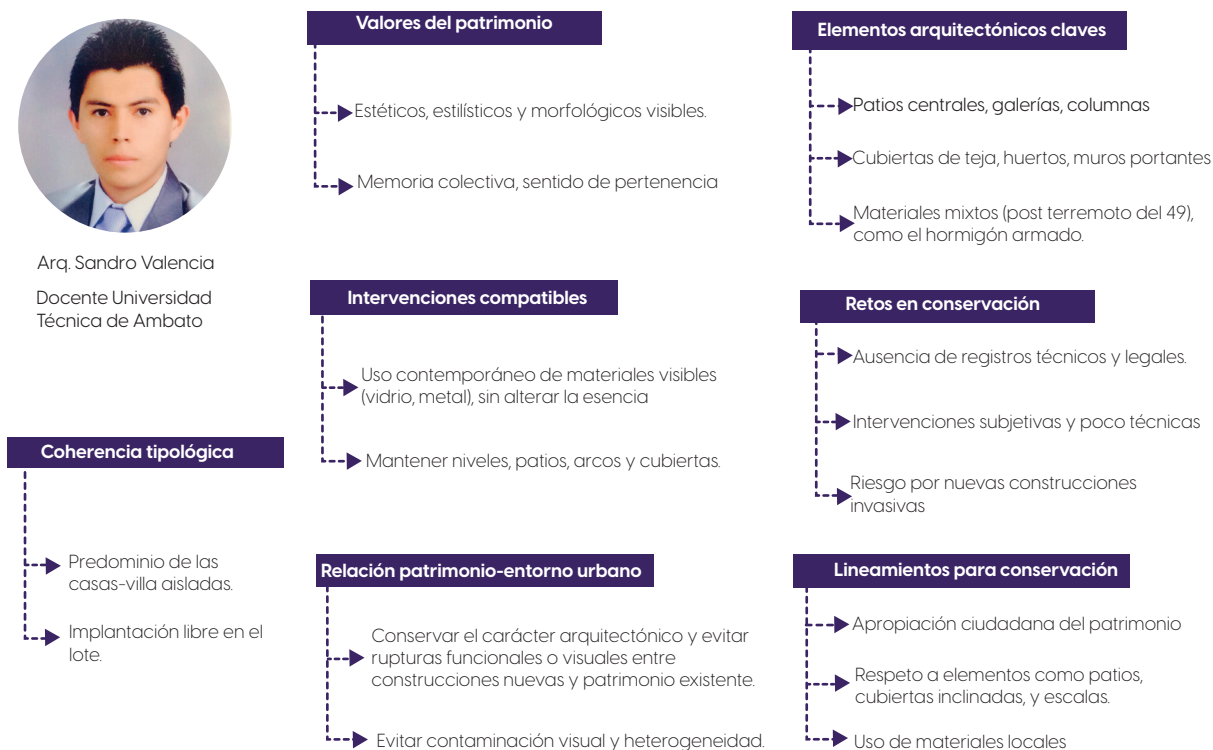 Arq. Sandro Valencia
Docente Universidad
Técnica de Ambato
Coherencia tipológica
Predominio de las
casas-villa aisladas.
Implantación libre en el
lote.
Valores del patrimonio
Estéticos, estilísticos y morfológicos visibles.
Memoria colectiva, sentido de pertenencia
Intervenciones compatibles
Uso contemporáneo de materiales visibles
(vidrio, metal), sin alterar la esencia
Mantener niveles, patios, arcos y cubiertas.
Relación patrimonio-entorno urbano
Conservar el carácter arquitectónico y evitar
rupturas funcionales o visuales entre
construcciones nuevas y patrimonio existente.
Evitar contaminación visual y heterogeneidad.
Elementos arquitectónicos claves
Patios centrales, galerías, columnas
Cubiertas de teja, huertos, muros portantes
Materiales mixtos (post terremoto del 49),
como el hormigón armado.
Retos en conservación
Ausencia de registros técnicos y legales.
Intervenciones subjetivas y poco técnicas
Riesgo por nuevas construcciones
invasivas
Lineamientos para conservación
Apropiación ciudadana del patrimonio
Respeto a elementos como patios,
cubiertas inclinadas, y escalas.
Uso de materiales locales